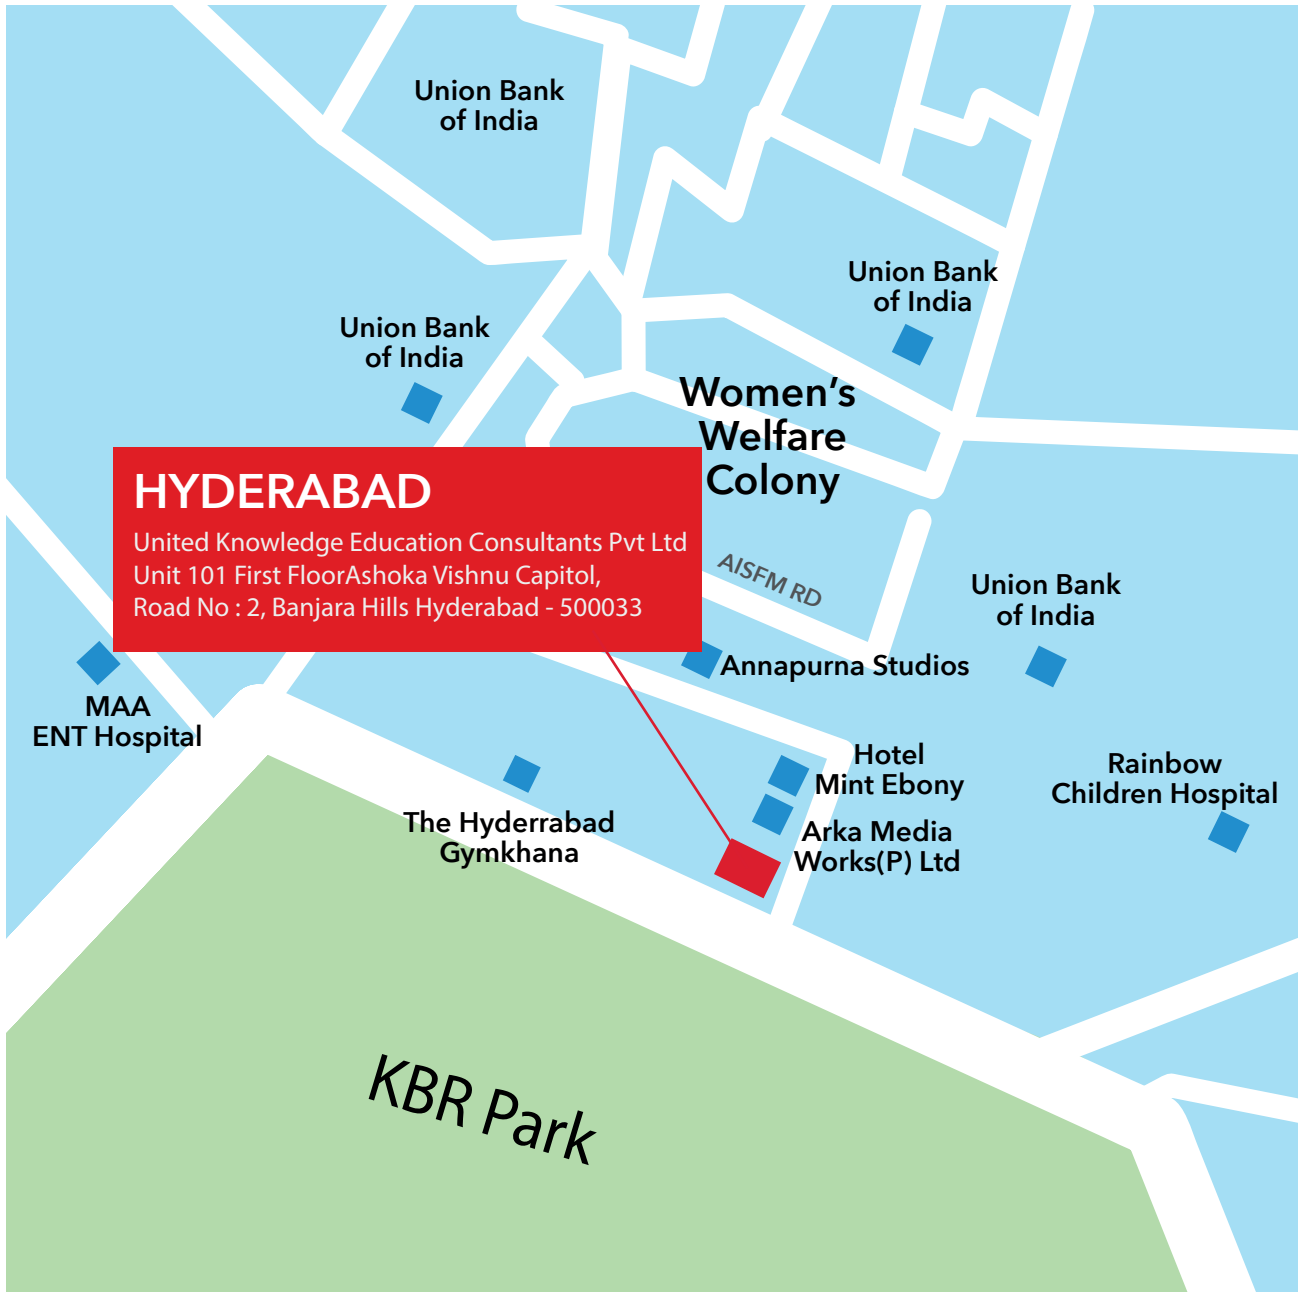 Union Bank
of India
Union Bank
of India
Union Bank
of India
Women's
Welfare
Colony
HYDERABAD
United Knowledge Education Consultants Pvt Ltd
Unit 101 First FloorAshoka Vishnu Capitol,
Road No : 2, Banjara Hills Hyderabad - 500033
AISFM RD
Union Bank
of India
Annapurna Studios
MAA
ENT Hospital
Hotel
Mint Ebony
Rainbow
Children Hospital
The Hyderrabad
Gymkhana
Arka Media
Works(P) Ltd
KBR Park